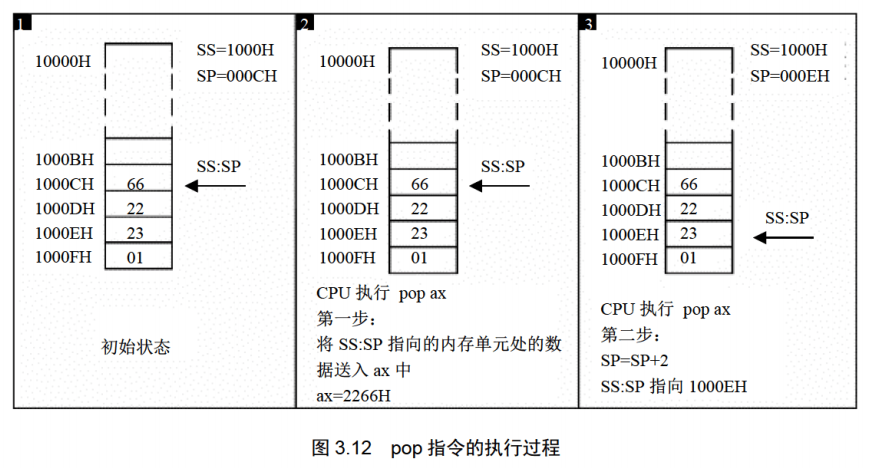 1
10000H
SS=1000H
SP=000CH
1000BH
1000CH 66
SS:SP
1000DH 22
1000EH 23
1000FH 01
初始状态
2
10000H
SS=1000H
SP=000CH
1000BH
1000CH 66
SS:SP
1000DH 22
1000EH 23
1000FH 01
CPU 执行 pop ax
第一步:
将 SS:SP 指向的内存单元处的数
据送入 ax 中
ax=2266H
3
10000H
SS=1000H
SP=000EH
1000BH
1000CH 66
1000DH 22
SS:SP
1000EH 23
1000FH 01
CPU 执行 pop ax
第二步:
SP=SP+2
SS:SP 指向 1000EH
图 3.12 pop 指令的执行过程